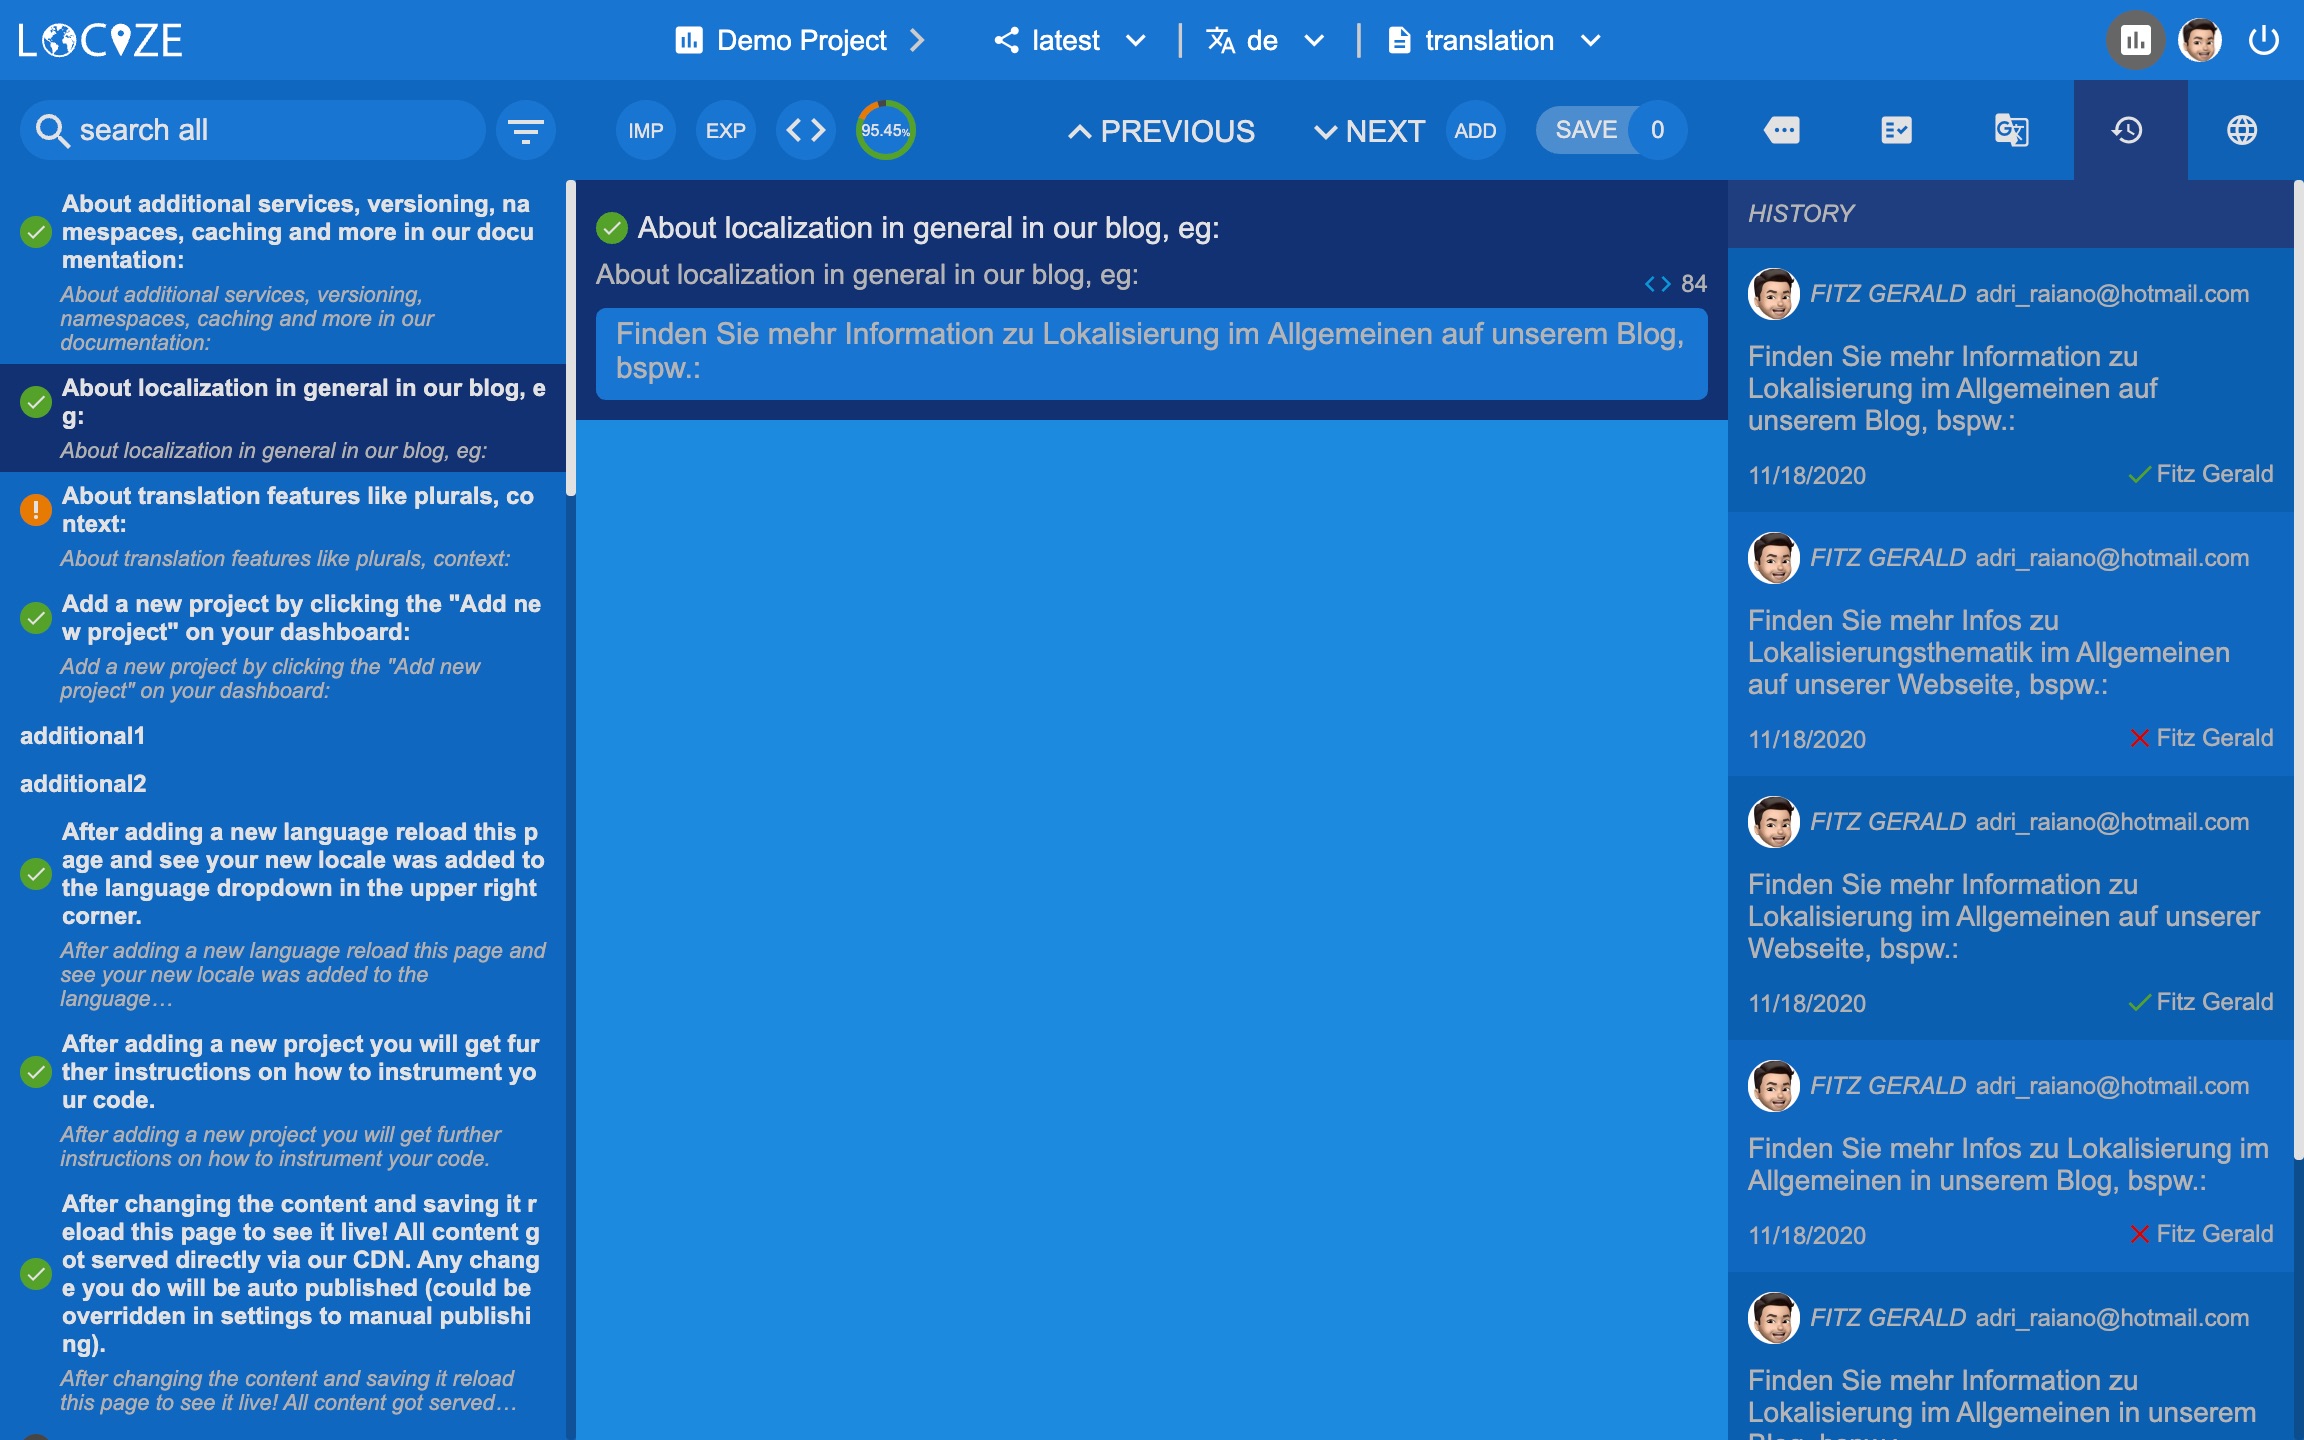 LOCIZE
Demo Project
latest
de
translation
search all
IMP
EXP
95.45%
PREVIOUS
NEXT
ADD
SAVE
0
About additional services, versioning, na
mespaces, caching and more in our docu
mentation:
About additional services, versioning,
namespaces, caching and more in our
documentation:
About localization in general in our blog, e
g:
About localization in general in our blog, eg:
About translation features like plurals, co
ntext:
About translation features like plurals, context:
Add a new project by clicking the "Add ne
w project" on your dashboard:
Add a new project by clicking the "Add new
project" on your dashboard:
additional1
additional2
After adding a new language reload this p
age and see your new locale was added to
the language dropdown in the upper right
corner.
After adding a new language reload this page and
see your new locale was added to the
language…
After adding a new project you will get fur
ther instructions on how to instrument yo
ur code.
After adding a new project you will get further
instructions on how to instrument your code.
After changing the content and saving it r
eload this page to see it live! All content g
ot served directly via our CDN. Any chang
e you do will be auto published (could be
overridden in settings to manual publishi
ng).
After changing the content and saving it reload
this page to see it live! All content got served…
About localization in general in our blog, eg:
About localization in general in our blog, eg:
84
Finden Sie mehr Information zu Lokalisierung im Allgemeinen auf unserem Blog,
bspw.:
HISTORY
FITZ GERALD adri_raiano@hotmail.com
Finden Sie mehr Information zu
Lokalisierung im Allgemeinen auf
unserem Blog, bspw.:
11/18/2020 Fitz Gerald
FITZ GERALD adri_raiano@hotmail.com
Finden Sie mehr Infos zu
Lokalisierungsthematik im Allgemeinen
auf unserer Webseite, bspw.:
11/18/2020 Fitz Gerald
FITZ GERALD adri_raiano@hotmail.com
Finden Sie mehr Information zu
Lokalisierung im Allgemeinen auf unserer
Webseite, bspw.:
11/18/2020 Fitz Gerald
FITZ GERALD adri_raiano@hotmail.com
Finden Sie mehr Infos zu Lokalisierung im
Allgemeinen in unserem Blog, bspw.:
11/18/2020 Fitz Gerald
FITZ GERALD adri_raiano@hotmail.com
Finden Sie mehr Information zu
Lokalisierung im Allgemeinen in unserem